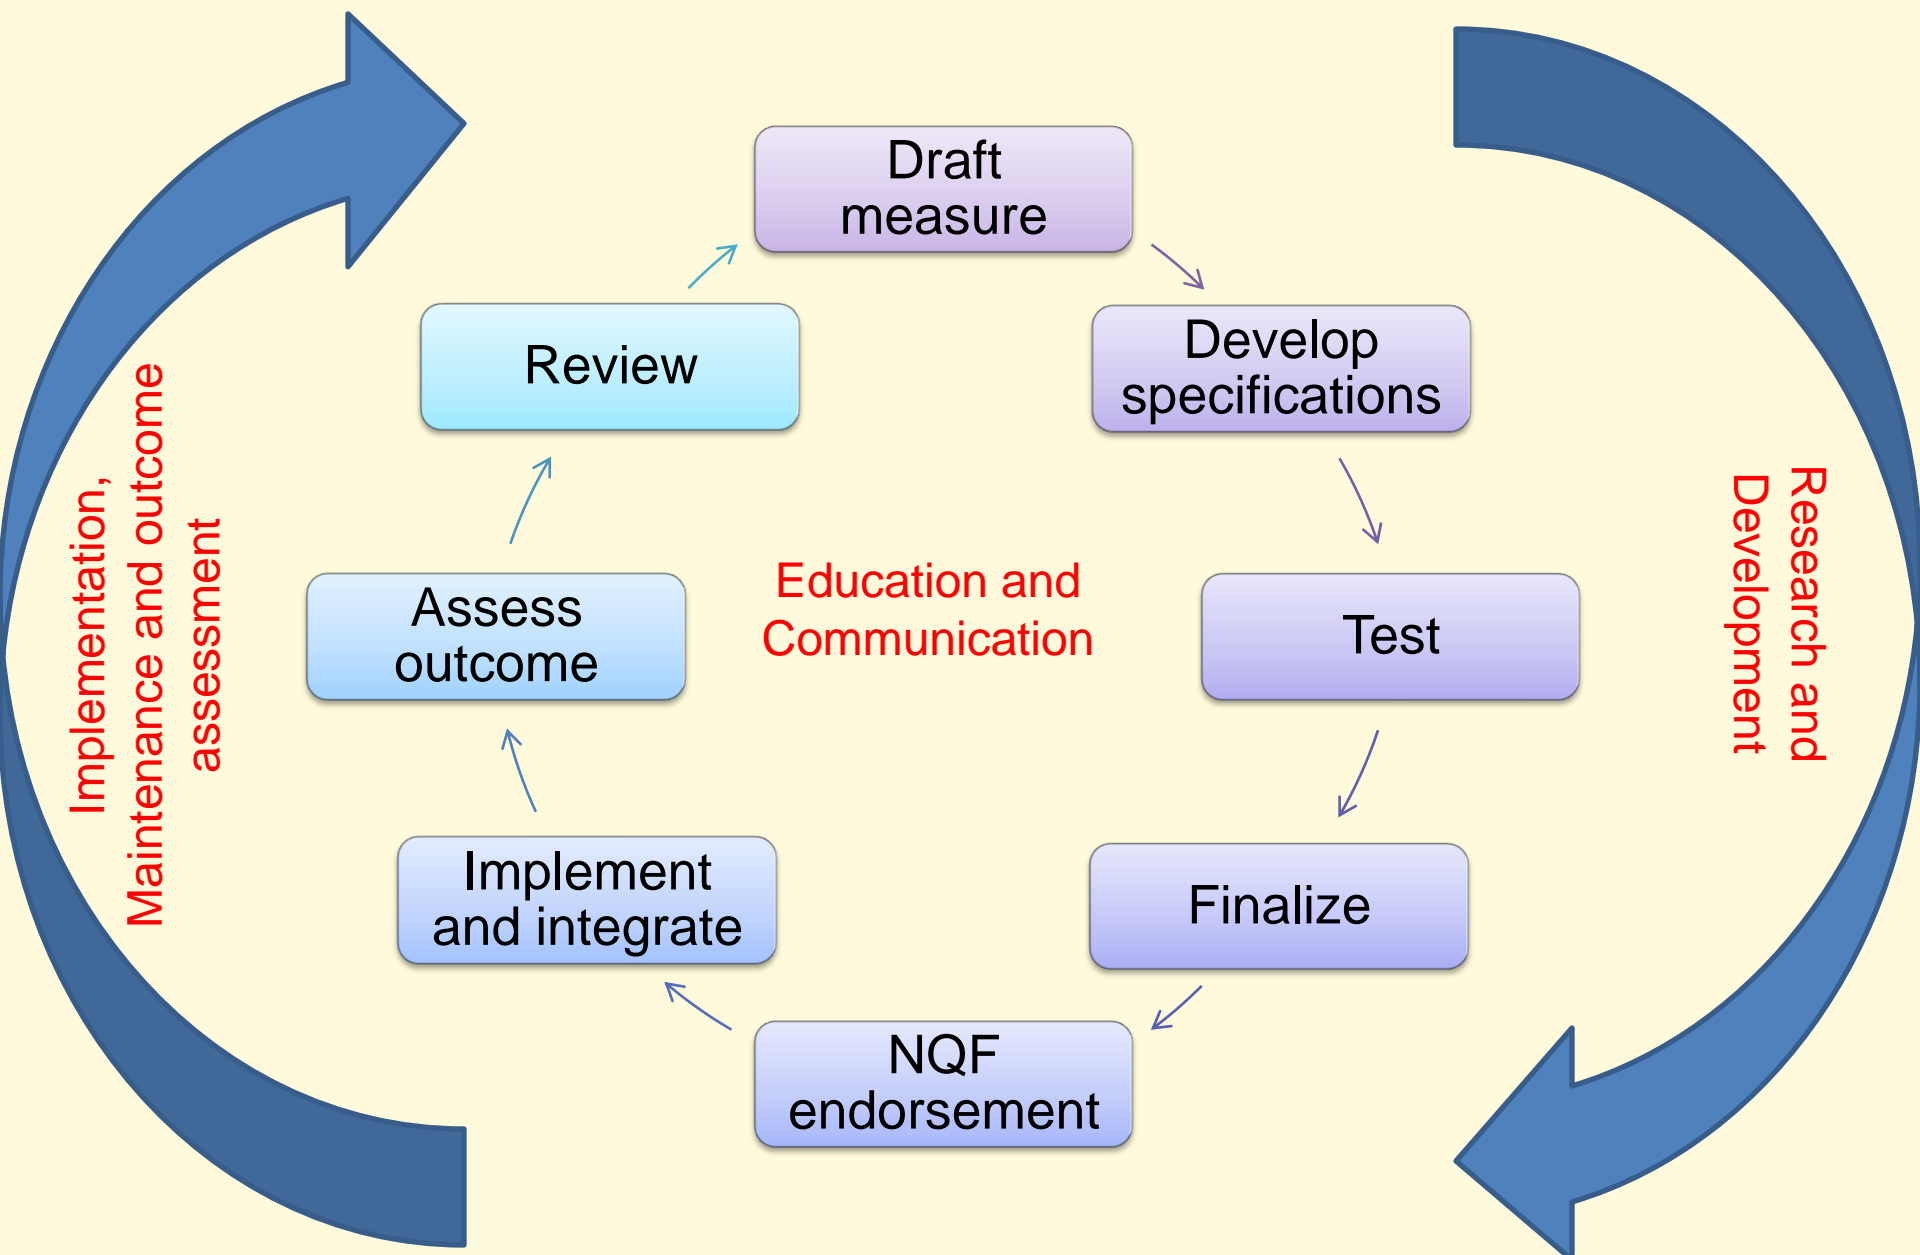 Draft
measure
Develop
specifications
Test
Finalize
NQF
endorsement
Implement
and integrate
Assess
outcome
Review
Education and
Communication
Research and
Development
Implementation,
Maintenance and outcome
assessment